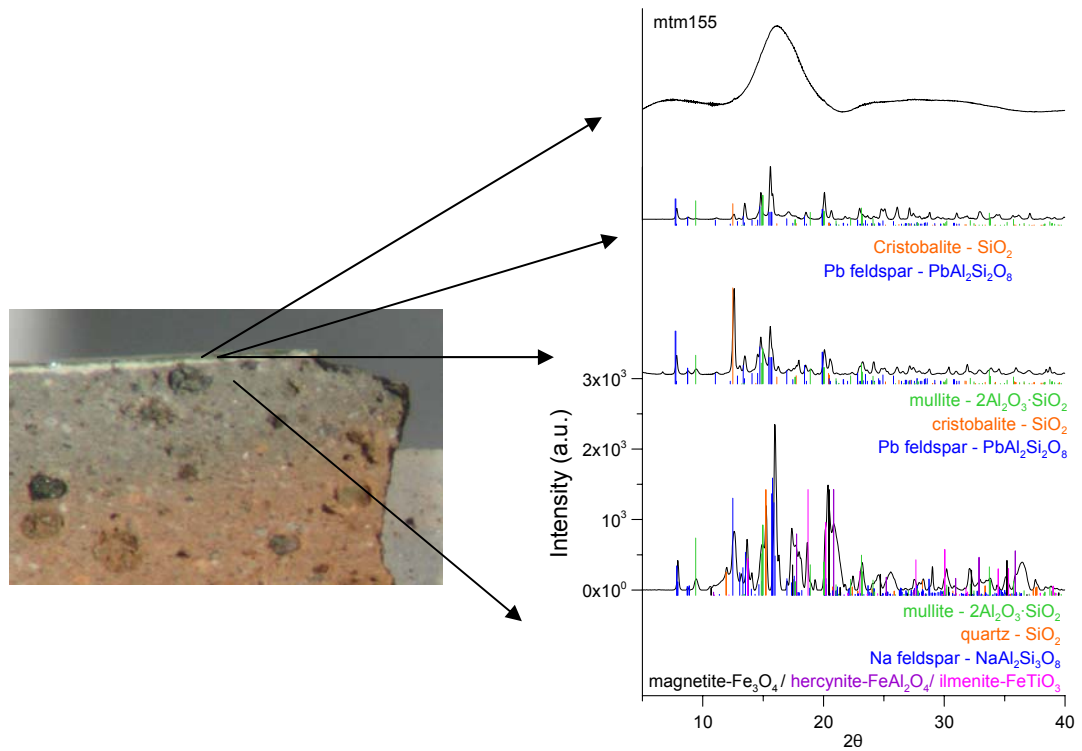 mtm155
Cristobalite - SiO₂
Pb feldspar - PbAl₂Si₂O₈
3x10³
mullite - 2Al₂O₃·SiO₂
cristobalite - SiO₂
Pb feldspar - PbAl₂Si₂O₈
2x10³
Intensity (a.u.)
10³
0x10⁰
mullite - 2Al₂O₃·SiO₂
quartz - SiO₂
Na feldspar - NaAl₂Si₃O₈
magnetite-Fe₃O₄ / hercynite-FeAl₂O₄/ ilmenite-FeTiO₃
10 20 30 40
2θ